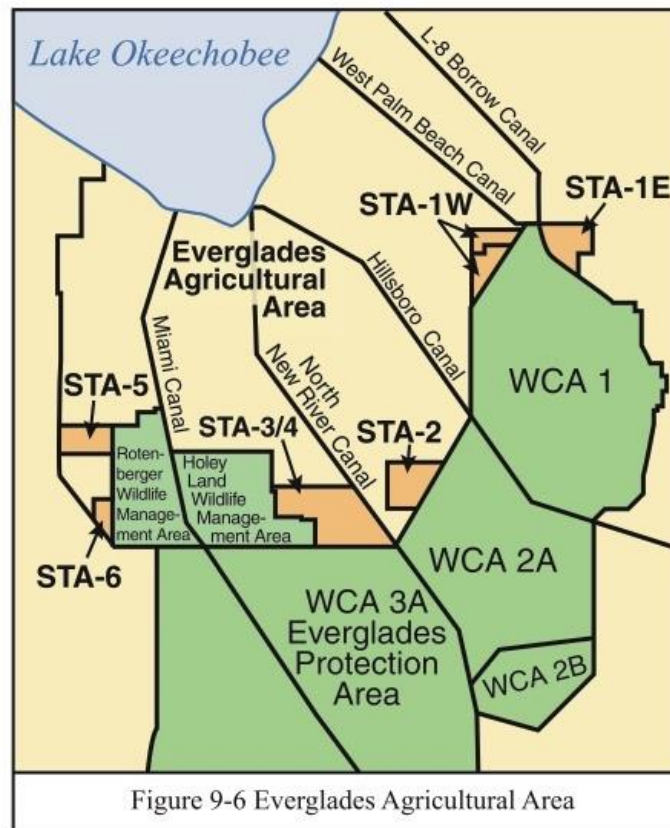 Lake Okeechobee
L-8 Borrow Canal
West Palm Beach Canal
STA-1W
STA-1E
Everglades
Agricultural
Area
Hillsboro Canal
Miami Canal
North
New River Canal
WCA 1
STA-5
STA-3/4
STA-2
Roten-
berger
Wildlife
Manage-
ment Area
Holey
Land
Wildlife
Manage-
ment Area
STA-6
WCA 2A
WCA 3A
Everglades
Protection
Area
WCA 2B
Figure 9-6 Everglades Agricultural Area